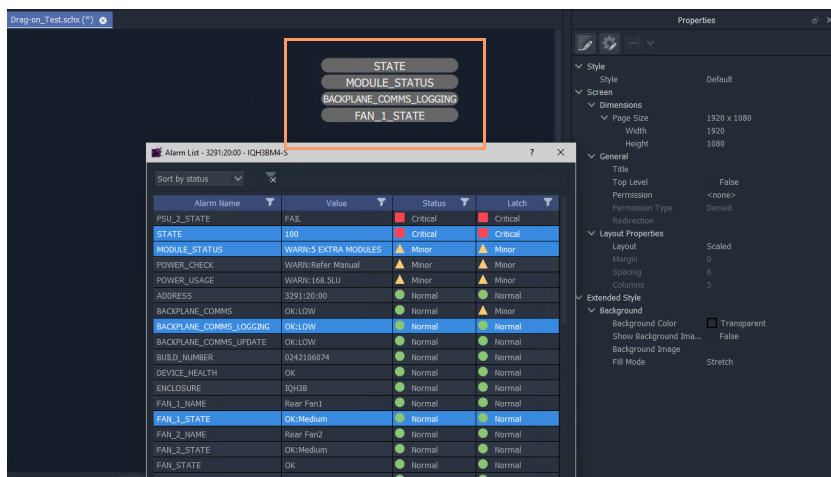 Drag-on_Test.schx (*)
Properties
STATE
MODULE_STATUS
BACKPLANE_COMMS_LOGGING
FAN_1_STATE
Style
Style Default
Screen
Dimensions
Page Size 1920 x 1080
Width 1920
Height 1080
General
Title
Top Level False
Permission <none>
Permission Type Denied
Redirection
Layout Properties
Layout Scaled
Margin 0
Spacing 6
Columns 3
Extended Style
Background
Background Color Transparent
Show Background Ima... False
Background Image
Fill Mode Stretch
Alarm List - 3291:20:00 - IQH3BM4-S ?
Sort by status
Alarm Name Value Status Latch
PSU_2_STATE FAIL Critical Critical
STATE 100 Critical Critical
MODULE_STATUS WARN:5 EXTRA MODULES Minor Minor
POWER_CHECK WARN:Refer Manual Minor Minor
POWER_USAGE WARN:168.5LU Minor Minor
ADDRESS 3291:20:00 Normal Normal
BACKPLANE_COMMS OK:LOW Normal Minor
BACKPLANE_COMMS_LOGGING OK:LOW Normal Normal
BACKPLANE_COMMS_UPDATE OK:LOW Normal Normal
BUILD_NUMBER 0242106074 Normal Normal
DEVICE_HEALTH OK Normal Normal
ENCLOSURE IQH3B Normal Normal
FAN_1_NAME Rear Fan1 Normal Normal
FAN_1_STATE OK:Medium Normal Normal
FAN_2_NAME Rear Fan2 Normal Normal
FAN_2_STATE OK:Medium Normal Normal
FAN_STATE OK Normal Normal